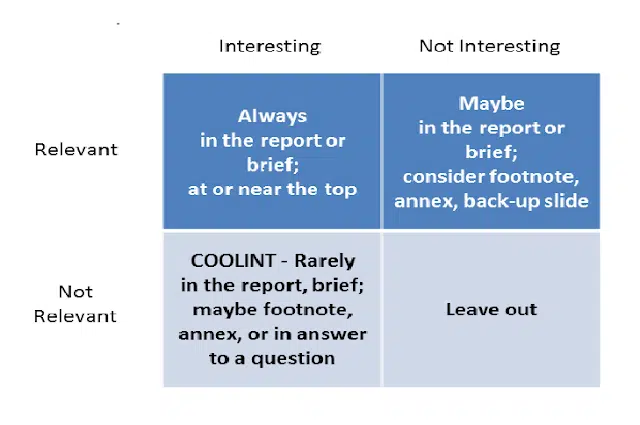 Interesting
Not Interesting
Relevant
Always
in the report or
brief;
at or near the top
Maybe
in the report or
brief;
consider footnote,
annex, back-up slide
Not
Relevant
COOLINT - Rarely
in the report, brief;
maybe footnote,
annex, or in answer
to a question
Leave out